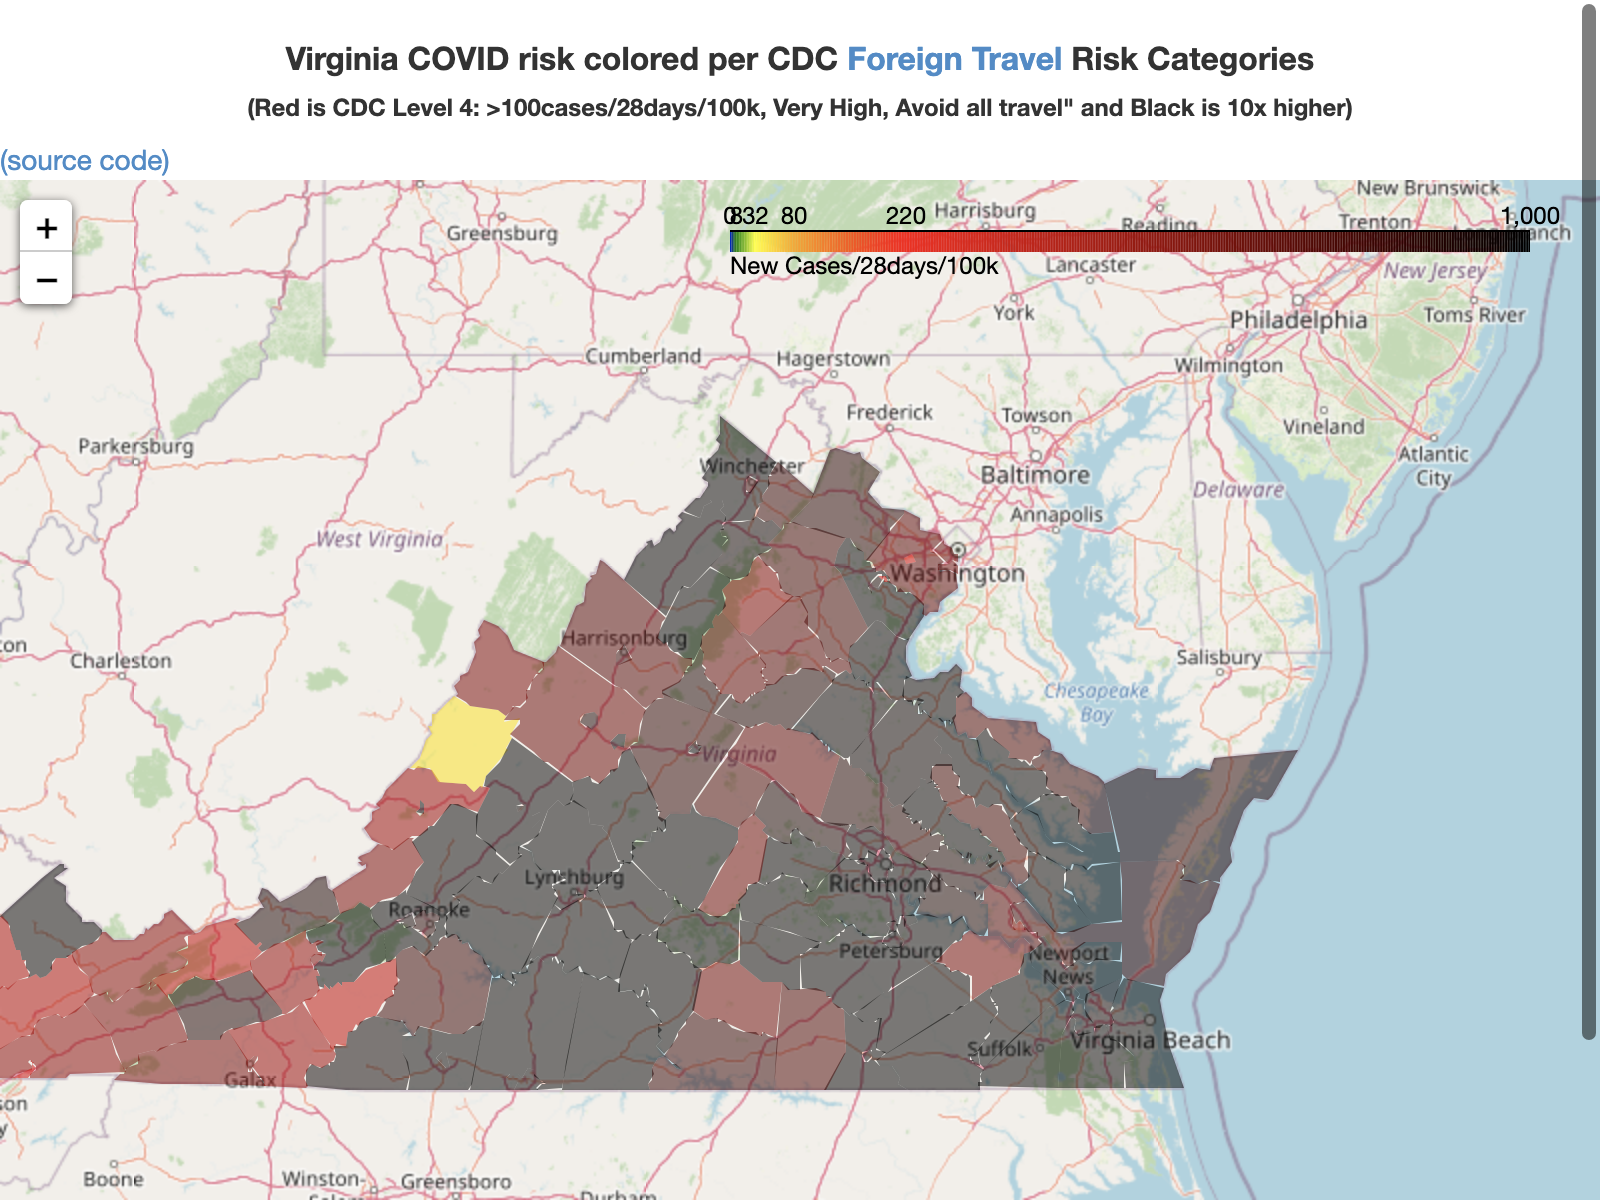 Virginia COVID risk colored per CDC Foreign Travel Risk Categories
(Red is CDC Level 4: >100cases/28days/100k, Very High, Avoid all travel" and Black is 10x higher)
(source code)
+
−
New Brunswick
0832 80 220 1,000
Harrisburg
Reading
Trenton
Greensburg
New Cases/28days/100k
Lancaster
New Jersey
York
Philadelphia
Toms River
Cumberland
Hagerstown
Wilmington
Frederick
Towson
Vineland
Parkersburg
Atlantic
City
Winchester
Baltimore
Delaware
Annapolis
West Virginia
Washington
Harrisonburg
Charleston
Salisbury
Chesapeake
Bay
Virginia
Lynchburg
Richmond
Roanoke
Petersburg
Newport
News
Virginia Beach
Suffolk
Galax
son
y
Boone
Winston-
Greensboro
Durham